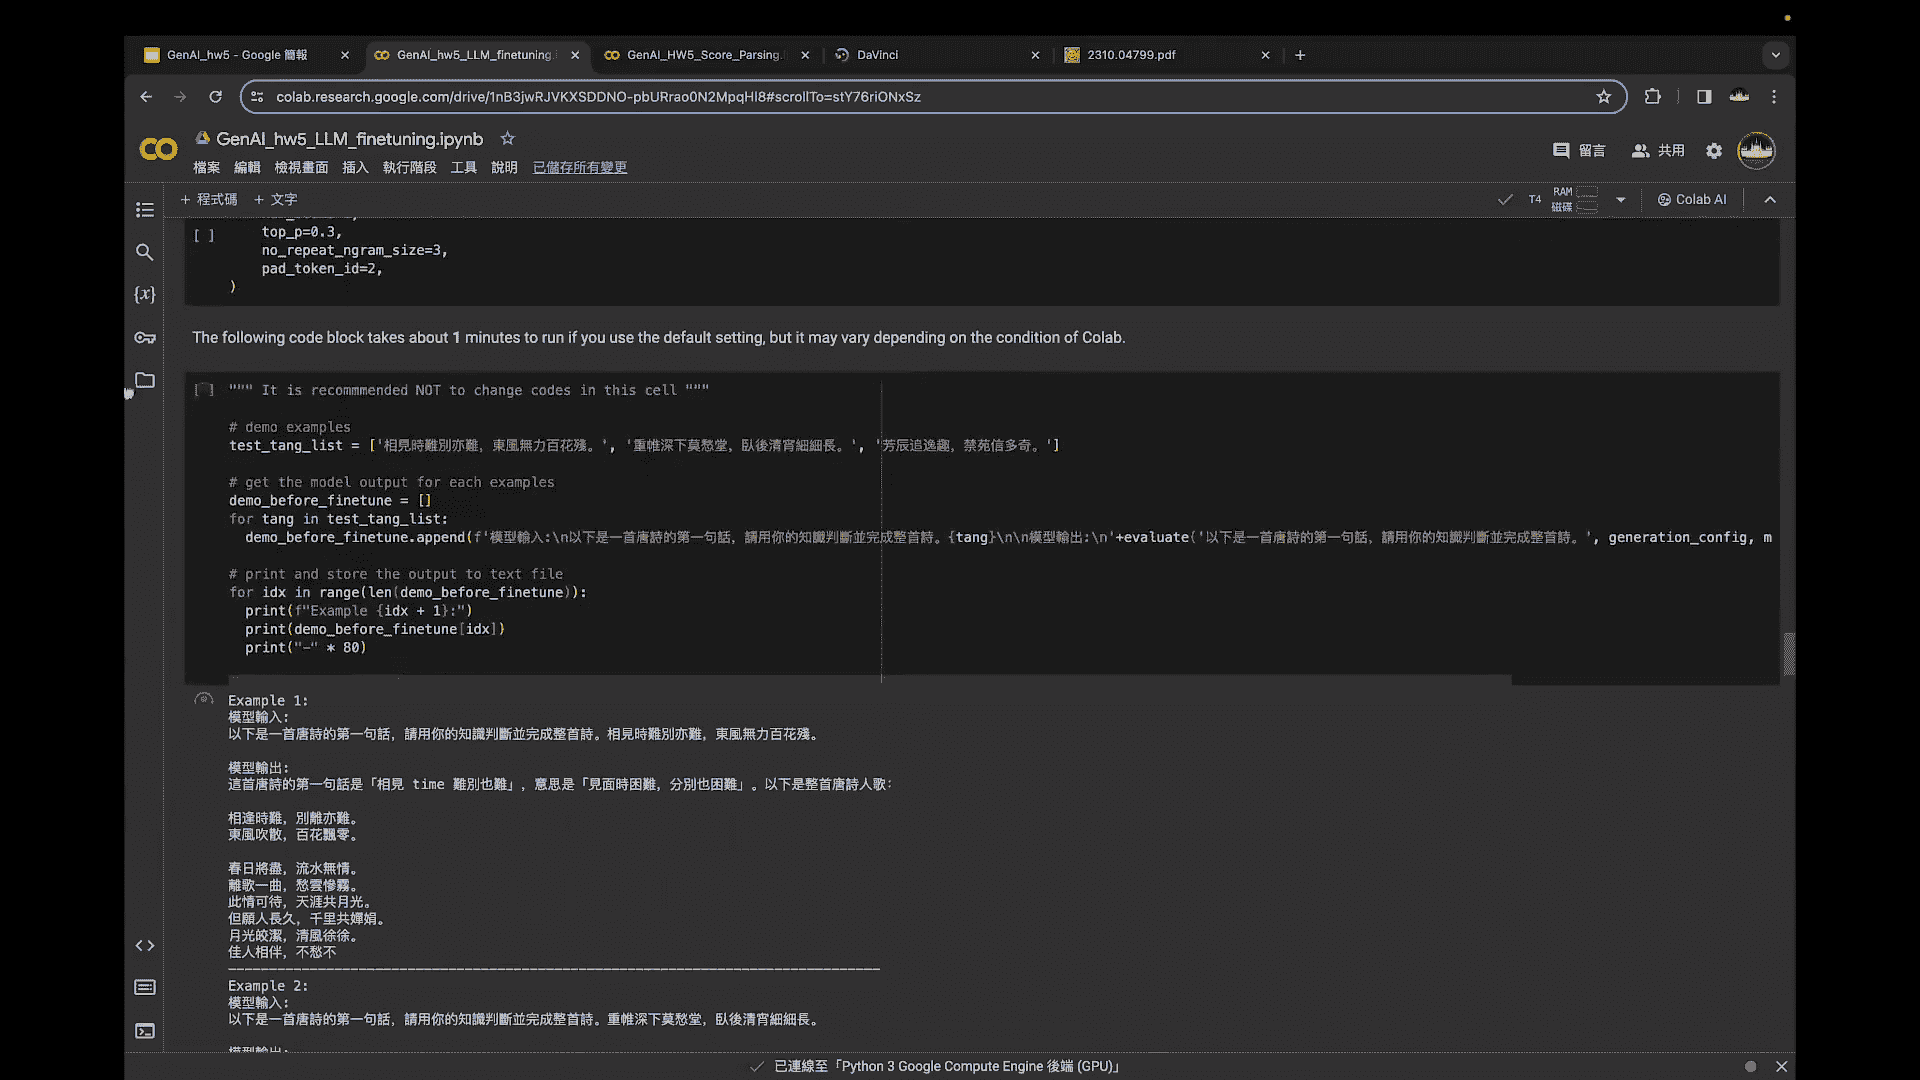 GenAI_hw5 - Google 簡報
GenAI_hw5_LLM_finetuning.
GenAI_HW5_Score_Parsing.
DaVinci
2310.04799.pdf
colab.research.google.com/drive/1nB3jwRJVKXSDDNO-pbURrao0N2MpqHl8#scrollTo=stY76riONxSz
GenAI_hw5_LLM_finetuning.ipynb
檔案 編輯 檢視畫面 插入 執行階段 工具 說明 已儲存所有變更
留言 共用
+ 程式碼 + 文字
T4 RAM 磁碟 Colab AI
[ ] top_p=0.3,
no_repeat_ngram_size=3,
pad_token_id=2,
)
The following code block takes about 1 minutes to run if you use the default setting, but it may vary depending on the condition of Colab.
[ ] """ It is recommmended NOT to change codes in this cell """
# demo examples
test_tang_list = ['相見時難別亦難，東風無力百花殘。', '重帷深下莫愁堂，臥後清宵細細長。', '芳辰追逸趣，禁苑信多奇。']
# get the model output for each examples
demo_before_finetune = []
for tang in test_tang_list:
demo_before_finetune.append(f'模型輸入:\n以下是一首唐詩的第一句話，請用你的知識判斷並完成整首詩。{tang}\n\n模型輸出:\n'+evaluate('以下是一首唐詩的第一句話，請用你的知識判斷並完成整首詩。', generation_config, m
# print and store the output to text file
for idx in range(len(demo_before_finetune)):
print(f"Example {idx + 1}:")
print(demo_before_finetune[idx])
print("-" * 80)
Example 1:
模型輸入:
以下是一首唐詩的第一句話，請用你的知識判斷並完成整首詩。相見時難別亦難，東風無力百花殘。
模型輸出:
這首唐詩的第一句話是「相見 time 難別也難」，意思是「見面時困難，分別也困難」。以下是整首唐詩人歌：
相逢時難，別離亦難。
東風吹散，百花飄零。
春日將盡，流水無情。
離歌一曲，愁雲慘霧。
此情可待，天涯共月光。
但願人長久，千里共嬋娟。
月光皎潔，清風徐徐。
佳人相伴，不愁不
--------------------------------------------------------------------------------
Example 2:
模型輸入:
以下是一首唐詩的第一句話，請用你的知識判斷並完成整首詩。重帷深下莫愁堂，臥後清宵細細長。
模型輸出:
已連線至「Python 3 Google Compute Engine 後端 (GPU)」